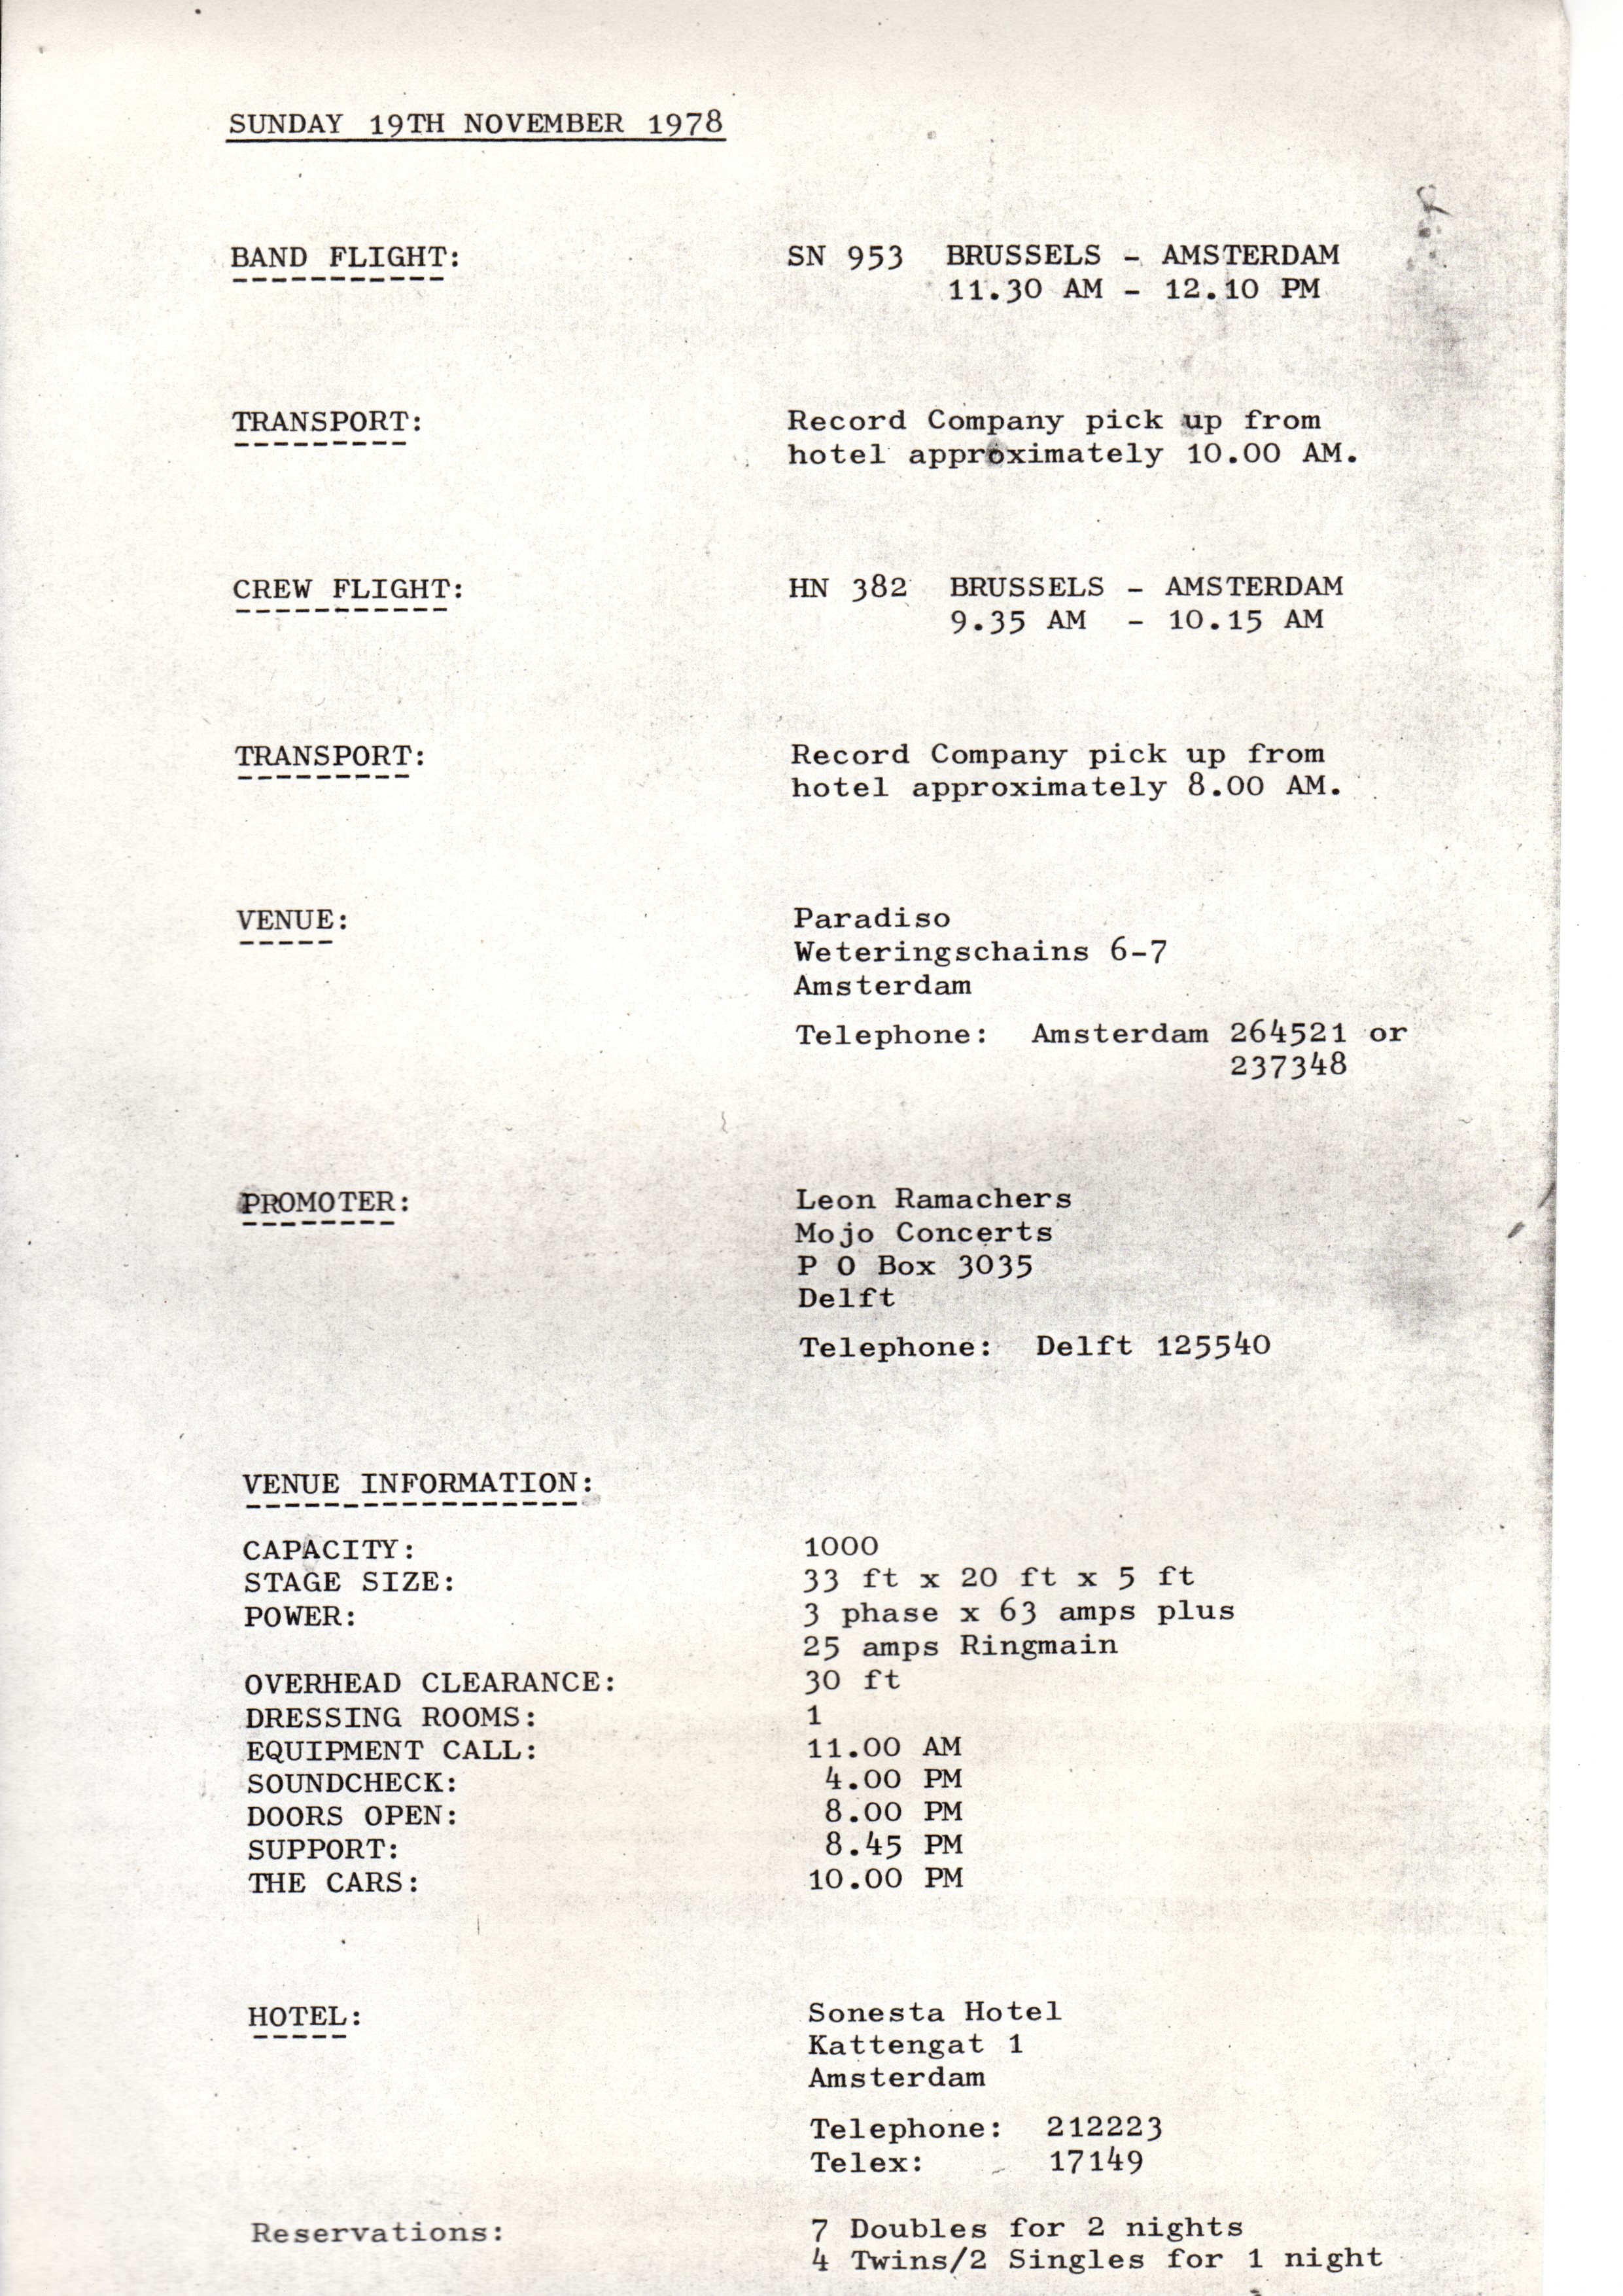 SUNDAY 19TH NOVEMBER 1978
BAND FLIGHT: SN 953 BRUSSELS - AMSTERDAM
11.30 AM - 12.10 PM
TRANSPORT: Record Company pick up from
hotel approximately 10.00 AM.
CREW FLIGHT: HN 382 BRUSSELS - AMSTERDAM
9.35 AM - 10.15 AM
TRANSPORT: Record Company pick up from
hotel approximately 8.00 AM.
VENUE: Paradiso
Weteringschains 6-7
Amsterdam
Telephone: Amsterdam 264521 or
237348
PROMOTER: Leon Ramachers
Mojo Concerts
P O Box 3035
Delft
Telephone: Delft 125540
VENUE INFORMATION:
CAPACITY: 1000
STAGE SIZE: 33 ft x 20 ft x 5 ft
POWER: 3 phase x 63 amps plus
25 amps Ringmain
OVERHEAD CLEARANCE: 30 ft
DRESSING ROOMS: 1
EQUIPMENT CALL: 11.00 AM
SOUNDCHECK: 4.00 PM
DOORS OPEN: 8.00 PM
SUPPORT: 8.45 PM
THE CARS: 10.00 PM
HOTEL: Sonesta Hotel
Kattengat 1
Amsterdam
Telephone: 212223
Telex: 17149
Reservations: 7 Doubles for 2 nights
4 Twins/2 Singles for 1 night